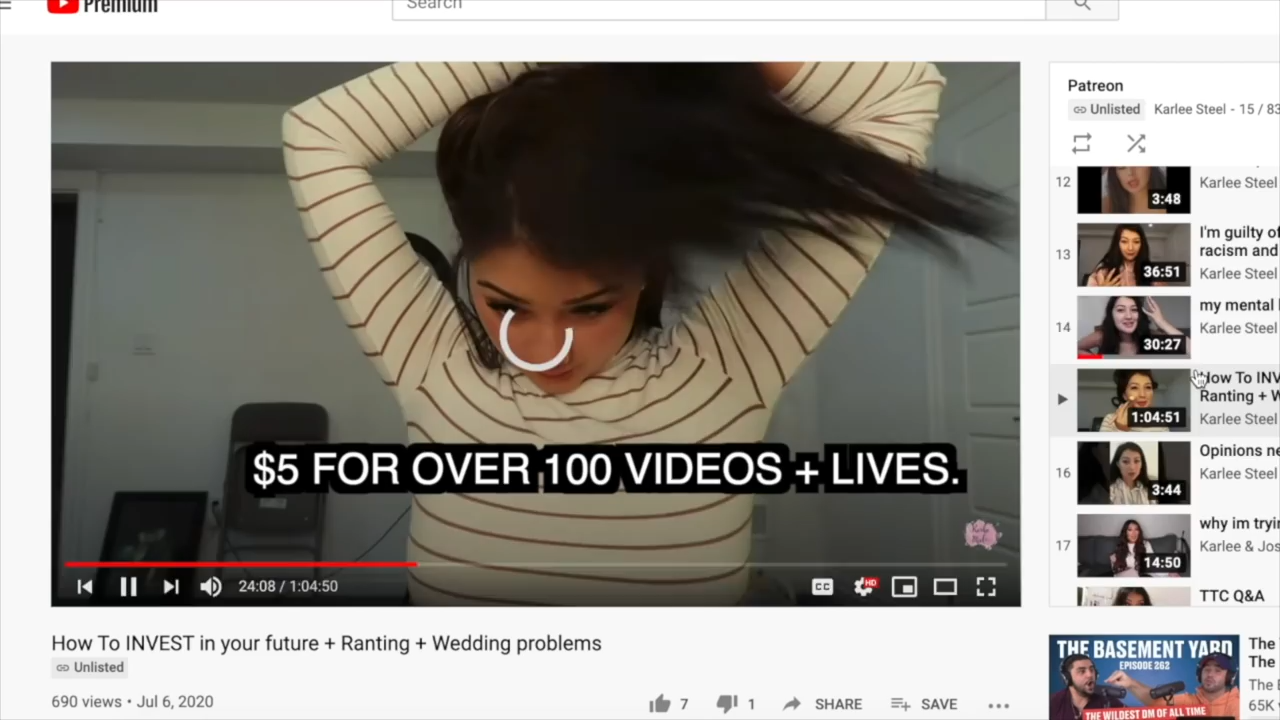 Premium
Search
$5 FOR OVER 100 VIDEOS + LIVES.
24:08 / 1:04:50
CC
HD
How To INVEST in your future + Ranting + Wedding problems
Unlisted
690 views • Jul 6, 2020
7
1
SHARE
SAVE
Patreon
Unlisted
Karlee Steel - 15 / 83
12
3:48
Karlee Steel
13
36:51
I'm guilty of
racism and
Karlee Steel
14
30:27
my mental
Karlee Steel
1:04:51
How To INV
Ranting + W
Karlee Steel
16
3:44
Opinions ne
Karlee Steel
17
14:50
why im tryi
Karlee & Jos
TTC Q&A
THE BASEMENT YARD
EPISODE 262
THE WILDEST DM OF ALL TIME
The
The
The B
65K